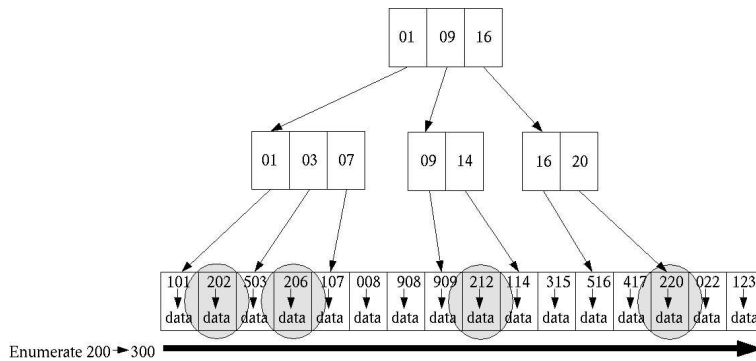 01 09 16
01 03 07 09 14 16 20
101 202 503 206 107 008 908 909 212 114 315 516 417 220 022 123
data data data data data data data data data data data data data data data data
Enumerate 200 300